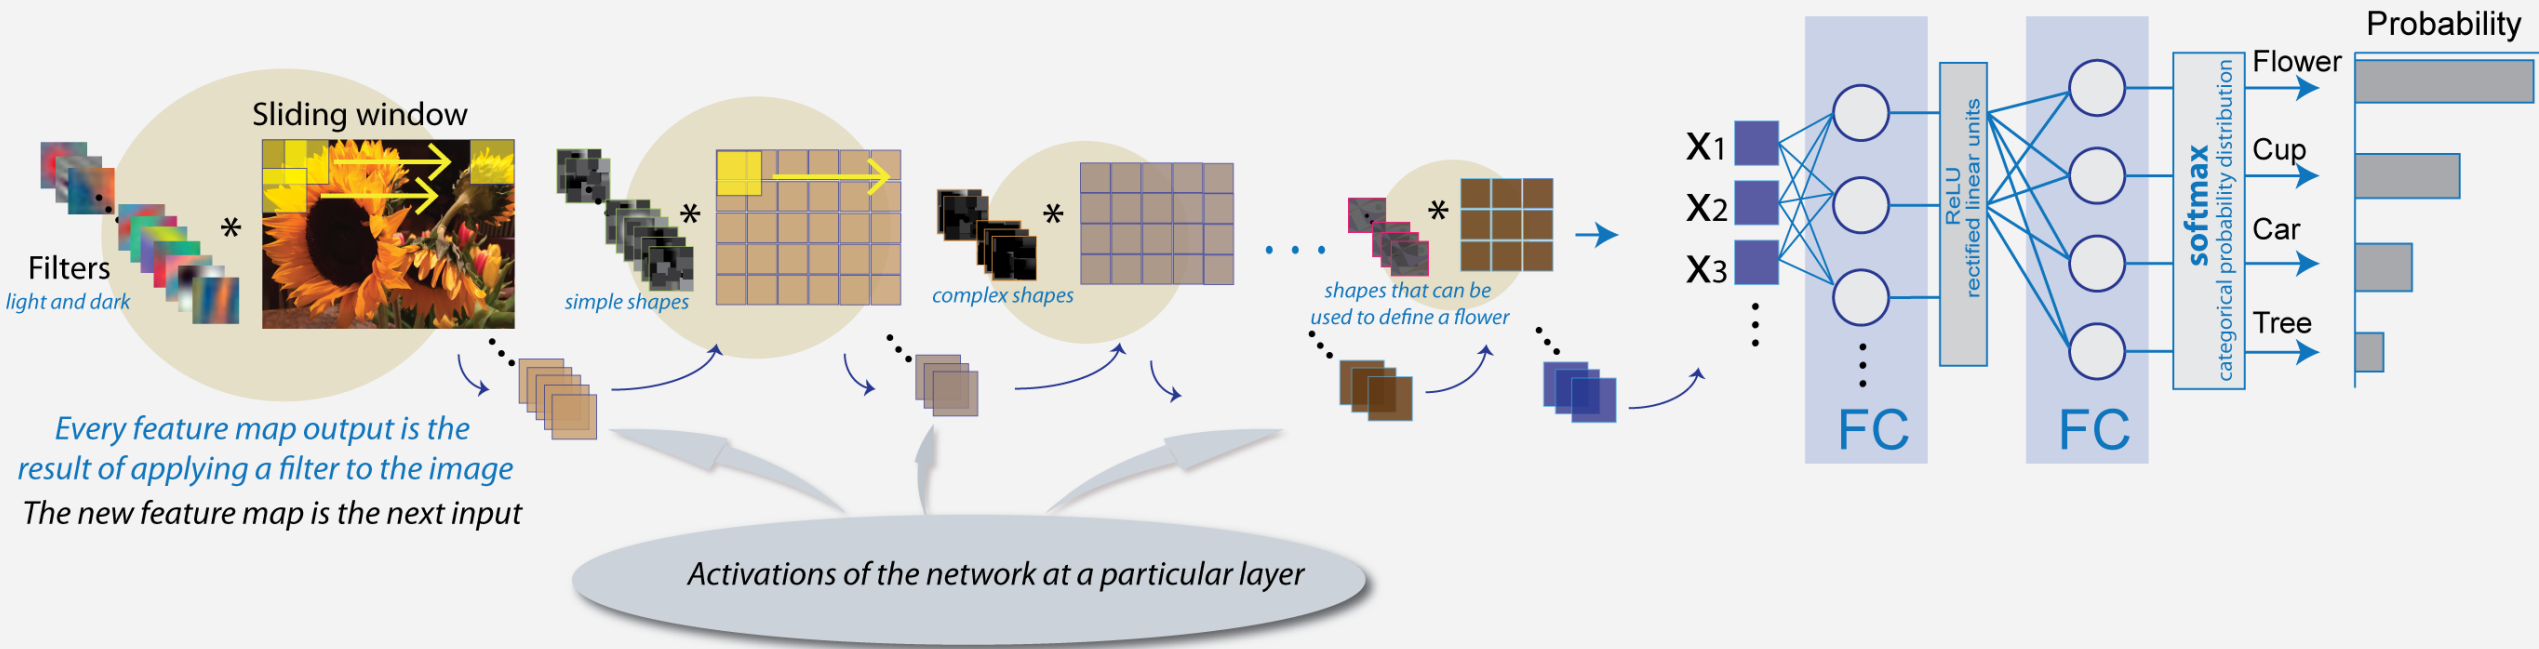 Sliding window
*
Filters
light and dark
*
simple shapes
*
complex shapes
*
shapes that can be
used to define a flower
Every feature map output is the
result of applying a filter to the image
The new feature map is the next input
Activations of the network at a particular layer
x1
x2
x3
FC
ReLU
rectified linear units
FC
softmax
categorical probability distribution
Probability
Flower
Cup
Car
Tree